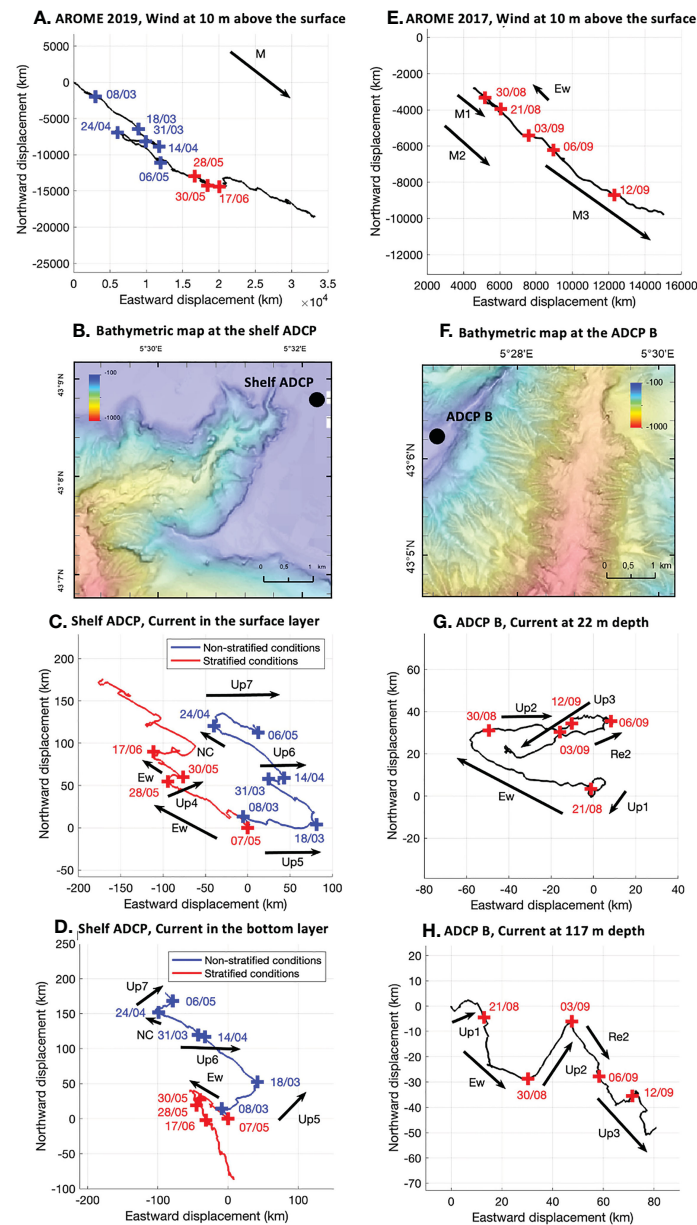 A. AROME 2019, Wind at 10 m above the surface
Northward displacement (km)
5000
0
-5000
-10000
-15000
-20000
-25000
M
08/03
18/03
24/04
31/03
14/04
06/05
28/05
30/05
17/06
0
0.5
1
1.5
2
2.5
3
3.5
Eastward displacement (km)
×10⁴
E. AROME 2017, Wind at 10 m above the surface
Northward displacement (km)
0
-2000
-4000
-6000
-8000
-10000
-12000
30/08
Ew
M1
21/08
M2
03/09
06/09
12/09
M3
2000
4000
6000
8000
10000
12000
14000
16000
Eastward displacement (km)
B. Bathymetric map at the shelf ADCP
5°30'E
5°32'E
43°9'N
43°8'N
43°7'N
-100
-1000
Shelf ADCP
0
0.5
1 km
F. Bathymetric map at the ADCP B
5°28'E
5°30'E
43°6'N
43°5'N
-100
-1000
ADCP B
0
0.5
1 km
C. Shelf ADCP, Current in the surface layer
Northward displacement (km)
200
150
100
50
0
-50
Non-stratified conditions
Stratified conditions
Up7
24/04
06/05
17/06
NC
Up6
30/05
14/04
Ew
31/03
28/05
Up4
08/03
Ew
07/05
18/03
Up5
-200
-150
-100
-50
0
50
100
Eastward displacement (km)
G. ADCP B, Current at 22 m depth
Northward displacement (km)
60
40
20
0
-20
-40
12/09
Up3
30/08
Up2
06/09
03/09
Re2
Ew
21/08
Up1
-80
-60
-40
-20
0
20
40
Eastward displacement (km)
D. Shelf ADCP, Current in the bottom layer
Northward displacement (km)
250
200
150
100
50
0
-50
-100
Non-stratified conditions
Stratified conditions
Up7
06/05
24/04
NC
31/03
14/04
Up6
Ew
18/03
30/05
28/05
08/03
Up5
17/06
07/05
-200
-100
0
100
Eastward displacement (km)
H. ADCP B, Current at 117 m depth
Northward displacement (km)
20
10
0
-10
-20
-30
-40
-50
-60
-70
21/08
03/09
Up1
Re2
Ew
Up2
06/09
30/08
12/09
Up3
0
20
40
60
80
Eastward displacement (km)